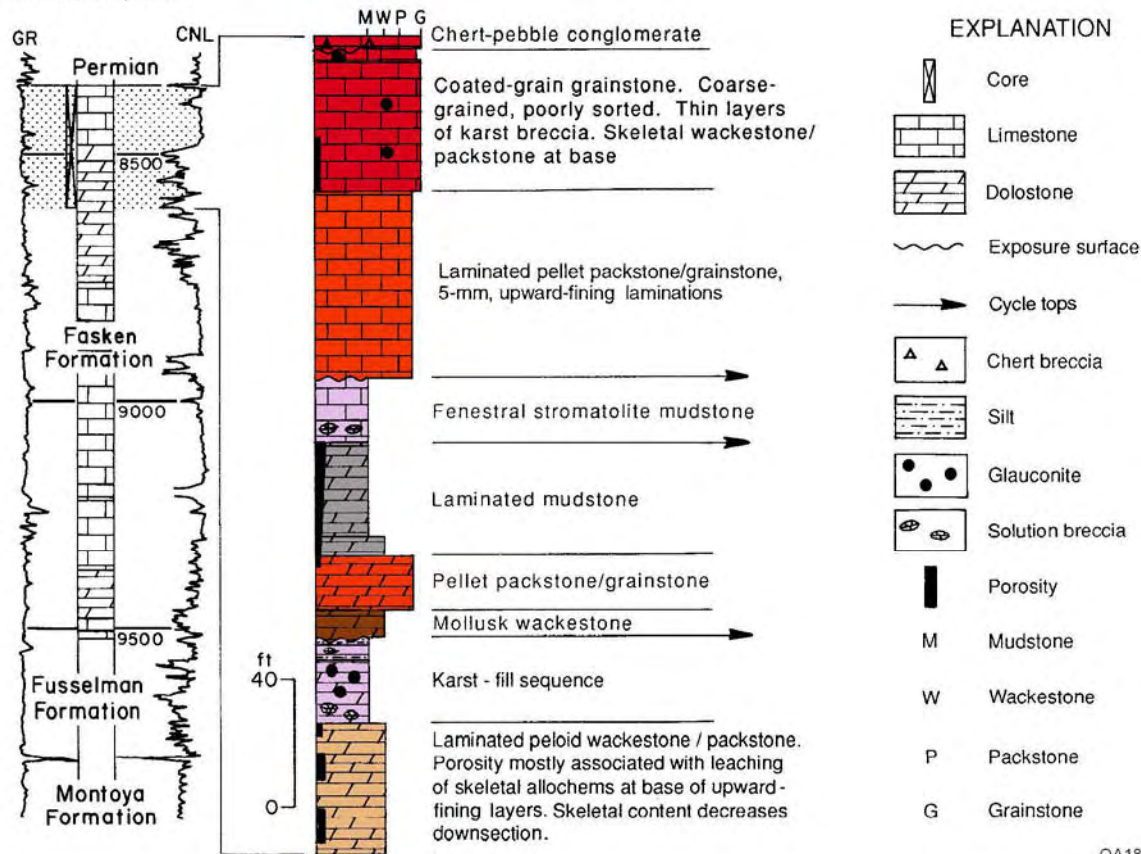 M W P G
GR
CNL
Permian
8500
Fasken
Formation
9000
9500
Fusselman
Formation
Montoya
Formation
Chert-pebble conglomerate
Coated-grain grainstone. Coarse-
grained, poorly sorted. Thin layers
of karst breccia. Skeletal wackestone/
packstone at base
Laminated pellet packstone/grainstone,
5-mm, upward-fining laminations
Fenestral stromatolite mudstone
Laminated mudstone
Pellet packstone/grainstone
Mollusk wackestone
ft
40
Karst - fill sequence
0
Laminated peloid wackestone / packstone.
Porosity mostly associated with leaching
of skeletal allochems at base of upward-
fining layers. Skeletal content decreases
downsection.
EXPLANATION
Core
Limestone
Dolostone
Exposure surface
Cycle tops
Chert breccia
Silt
Glauconite
Solution breccia
Porosity
M Mudstone
W Wackestone
P Packstone
G Grainstone